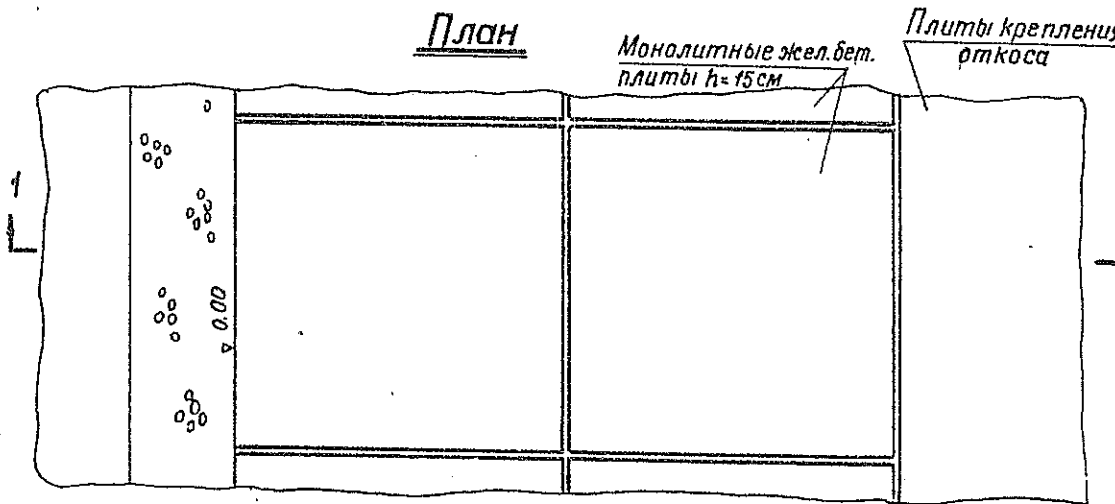 План
Монолитные жел.бет.
плиты h=15см
Плиты крепления
откоса
1
0.00